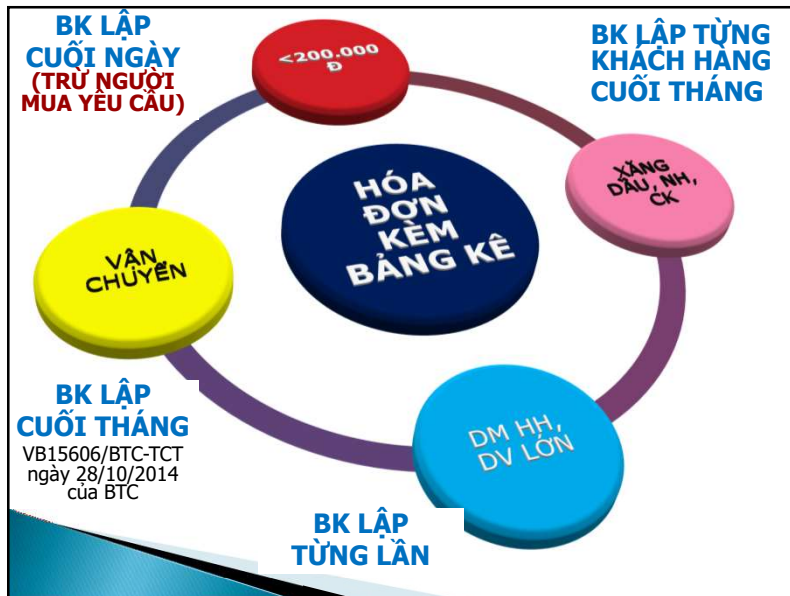 BK LẬP
CUỐI NGÀY
(TRỪ NGƯỜI
MUA YÊU CẦU)
<200.000
Đ
BK LẬP TỪNG
KHÁCH HÀNG
CUỐI THÁNG
XĂNG
DẦU, NH,
CK
HÓA
ĐƠN
KÈM
BẢNG KÊ
VẬN
CHUYỂN
BK LẬP
CUỐI THÁNG
VB15606/BTC-TCT
ngày 28/10/2014
của BTC
DM HH,
DV LỚN
BK LẬP
TỪNG LẦN